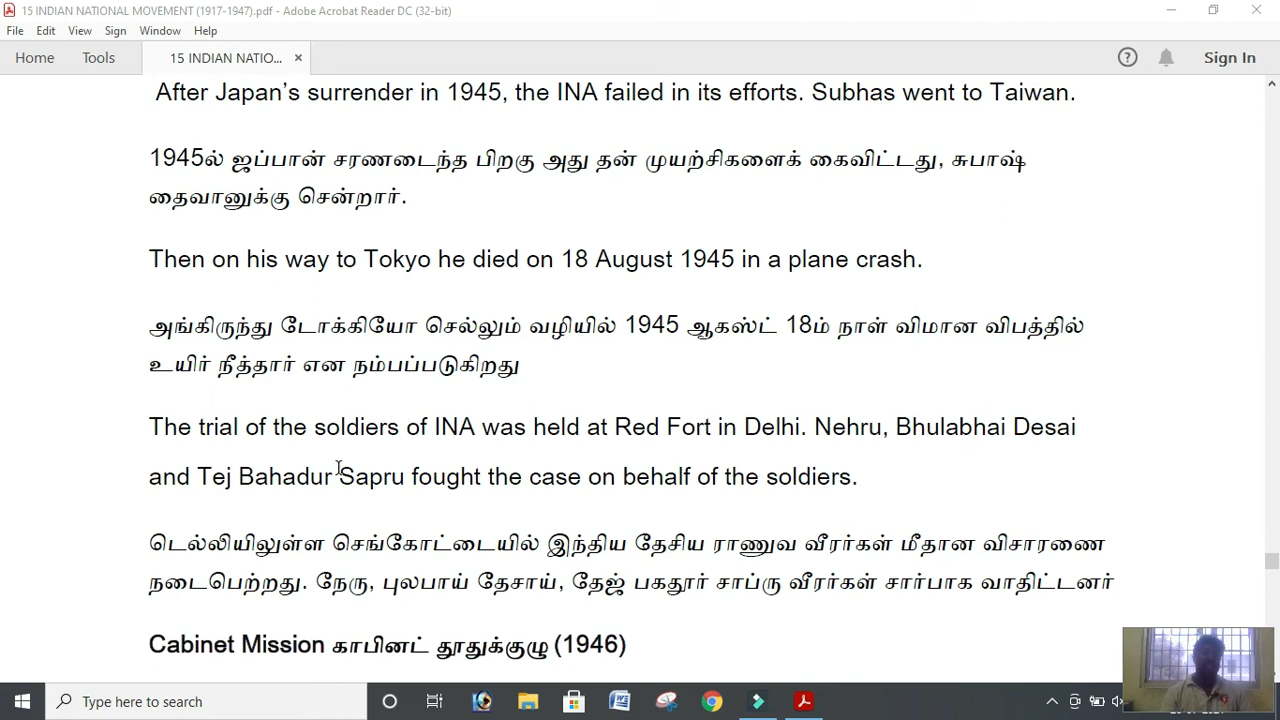 15 INDIAN NATIONAL MOVEMENT (1917-1947).pdf - Adobe Acrobat Reader DC (32-bit)
File Edit View Sign Window Help
Home Tools 15 INDIAN NATIO... Sign In
After Japan’s surrender in 1945, the INA failed in its efforts. Subhas went to Taiwan.
1945ல் ஜப்பான் சரணடைந்த பிறகு அது தன் முயற்சிகளைக் கைவிட்டது, சுபாஷ்
தைவானுக்கு சென்றார்.
Then on his way to Tokyo he died on 18 August 1945 in a plane crash.
அங்கிருந்து டோக்கியோ செல்லும் வழியில் 1945 ஆகஸ்ட் 18ம் நாள் விமான விபத்தில்
உயிர் நீத்தார் என நம்பப்படுகிறது
The trial of the soldiers of INA was held at Red Fort in Delhi. Nehru, Bhulabhai Desai
and Tej Bahadur Sapru fought the case on behalf of the soldiers.
டெல்லியிலுள்ள செங்கோட்டையில் இந்திய தேசிய ராணுவ வீரர்கள் மீதான விசாரணை
நடைபெற்றது. நேரு, புலபாய் தேசாய், தேஜ் பகதூர் சாப்ரு வீரர்கள் சார்பாக வாதிட்டனர்
Cabinet Mission காபினட் தூதுக்குழு (1946)
Type here to search